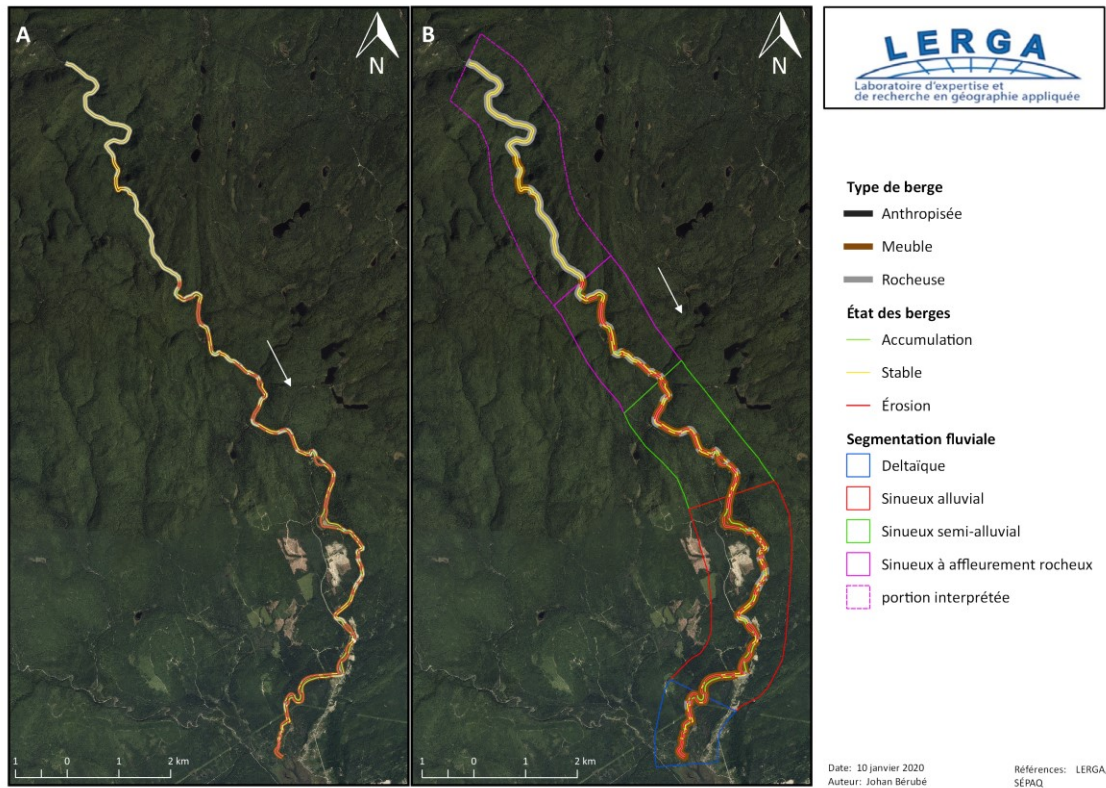 A
N
1 0 1 2 km
B
N
1 0 1 2 km
LERGA
Laboratoire d'expertise et
de recherche en géographie appliquée
Type de berge
Anthropisée
Meuble
Rocheuse
État des berges
Accumulation
Stable
Érosion
Segmentation fluviale
Deltaïque
Sinueux alluvial
Sinueux semi-alluvial
Sinueux à affleurement rocheux
portion interprétée
Date: 10 janvier 2020
Auteur: Johan Bérubé
Références: LERGA,
SÉPAQ